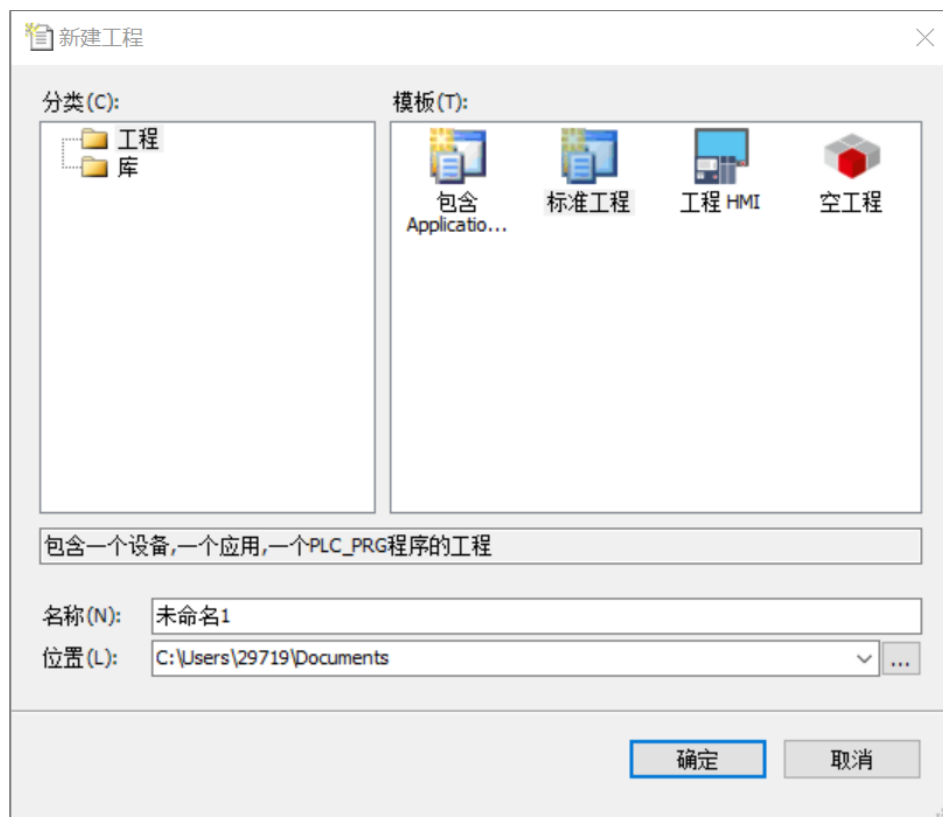 新建工程
分类(C):
模板(T):
工程
库
包含
Applicatio...
标准工程
工程 HMI
空工程
包含一个设备,一个应用,一个PLC_PRG程序的工程
名称(N):
未命名1
位置(L):
C:\Users\29719\Documents
...
确定
取消